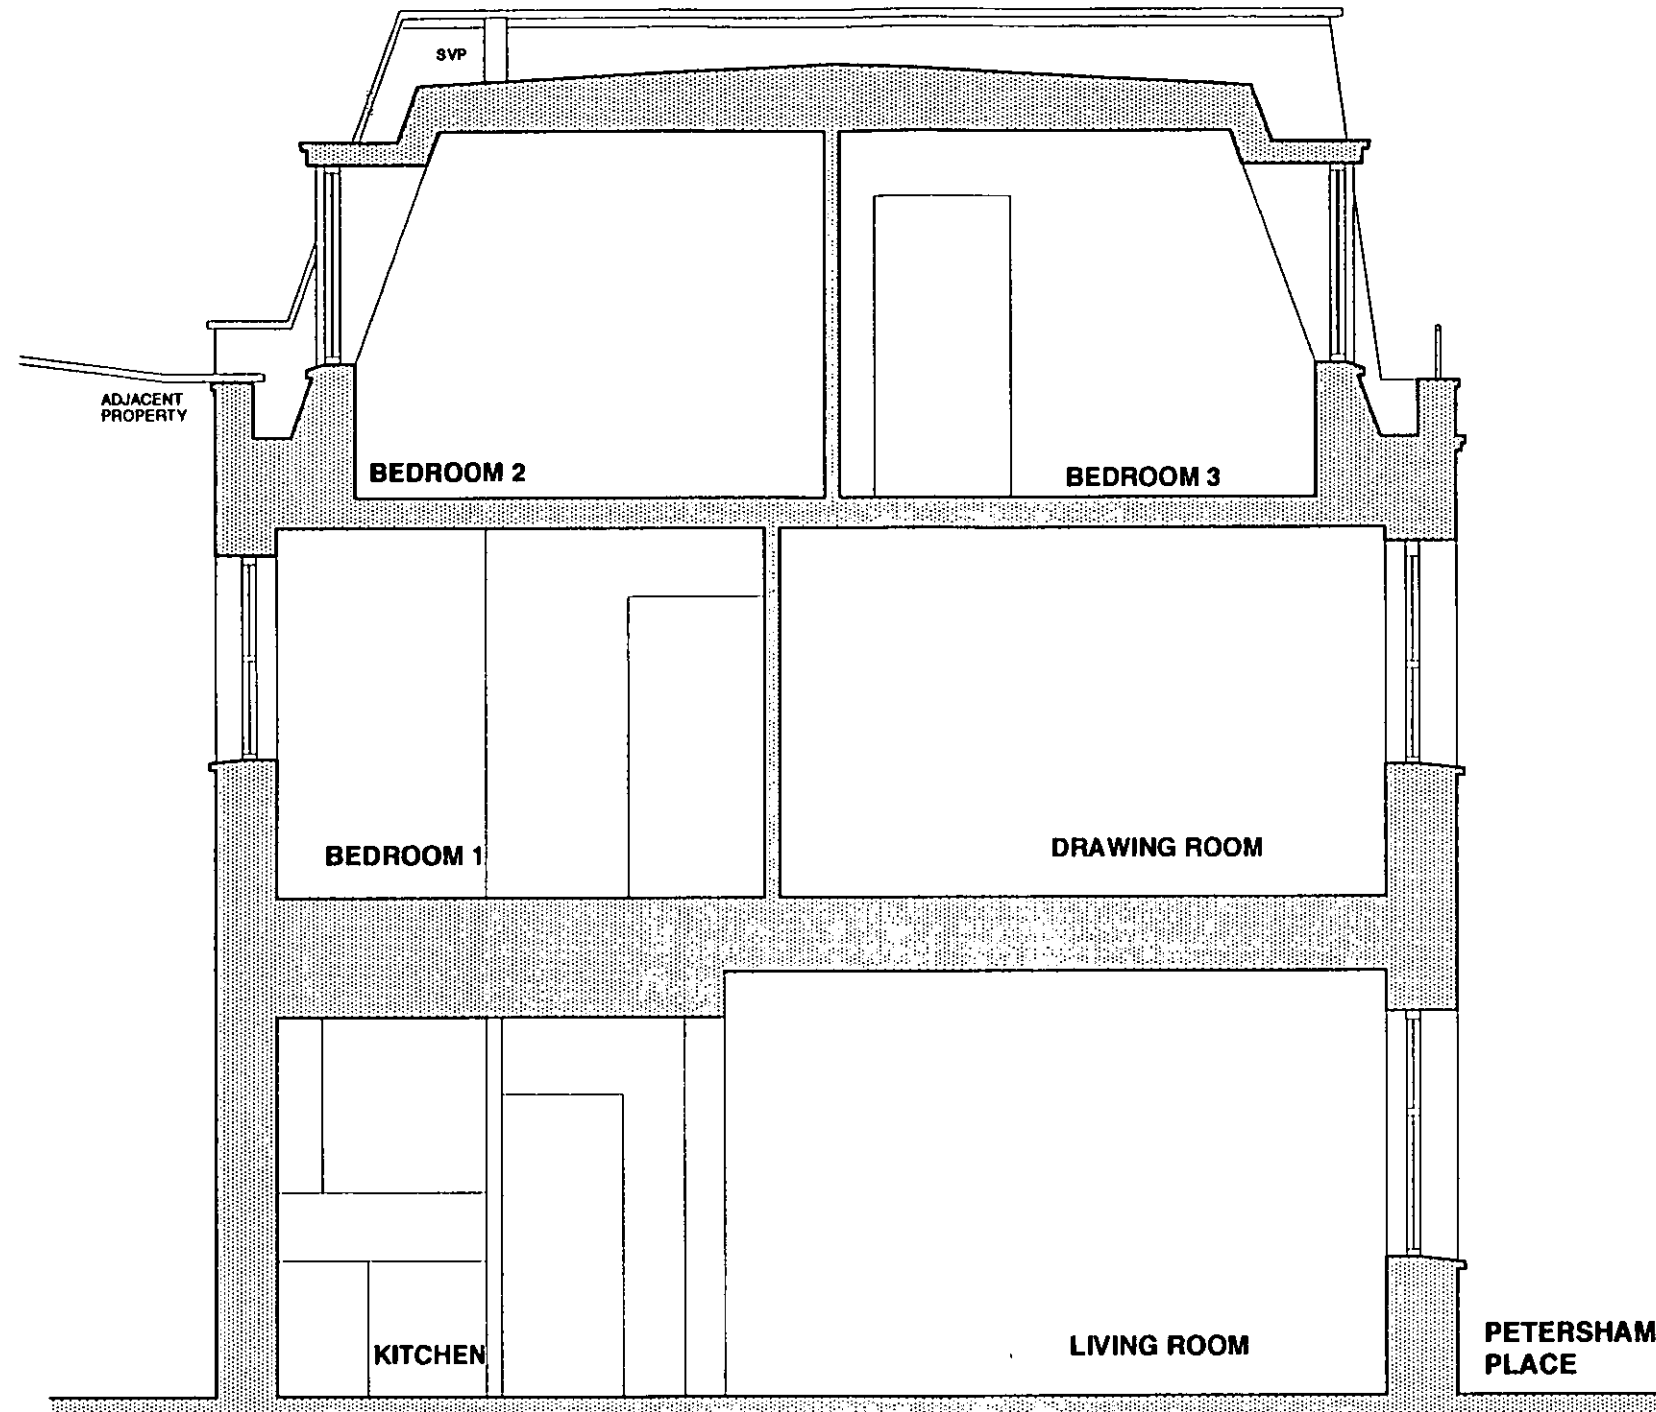 SVP
ADJACENT
PROPERTY
BEDROOM 2
BEDROOM 3
BEDROOM 1
DRAWING ROOM
KITCHEN
LIVING ROOM
PETERSHAM
PLACE